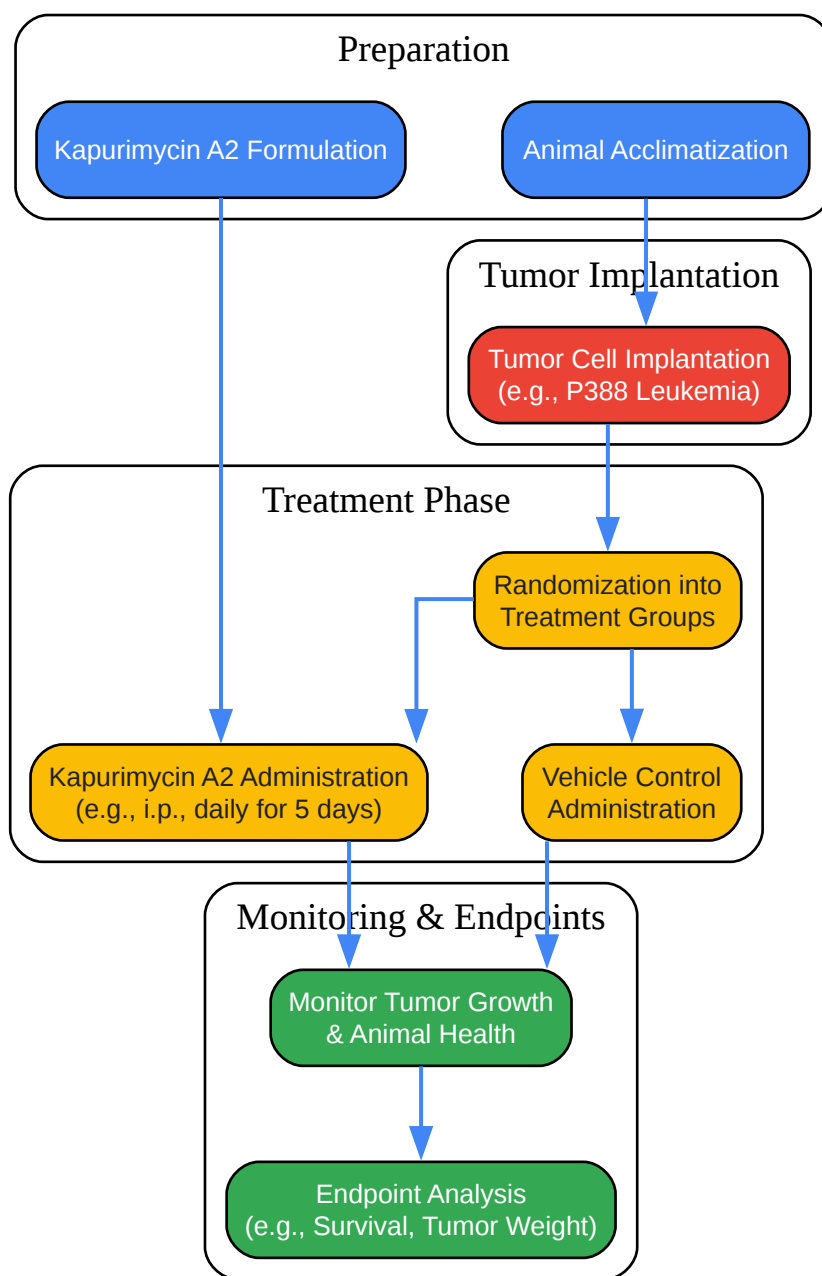 Preparation
Kapurimycin A2 Formulation
Animal Acclimatization
Tumor Implantation
Tumor Cell Implantation
(e.g., P388 Leukemia)
Treatment Phase
Randomization into
Treatment Groups
Kapurimycin A2 Administration
(e.g., i.p., daily for 5 days)
Vehicle Control
Administration
Monitoring & Endpoints
Monitor Tumor Growth
& Animal Health
Endpoint Analysis
(e.g., Survival, Tumor Weight)